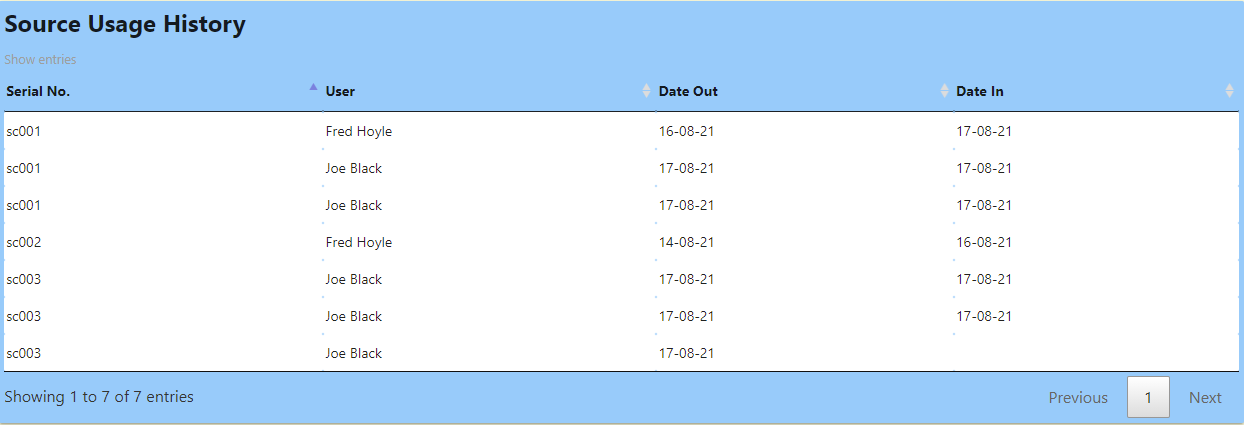 Source Usage History
Show entries
Serial No. User Date Out Date In
sc001 Fred Hoyle 16-08-21 17-08-21
sc001 Joe Black 17-08-21 17-08-21
sc001 Joe Black 17-08-21 17-08-21
sc002 Fred Hoyle 14-08-21 16-08-21
sc003 Joe Black 17-08-21 17-08-21
sc003 Joe Black 17-08-21 17-08-21
sc003 Joe Black 17-08-21
Showing 1 to 7 of 7 entries Previous 1 Next